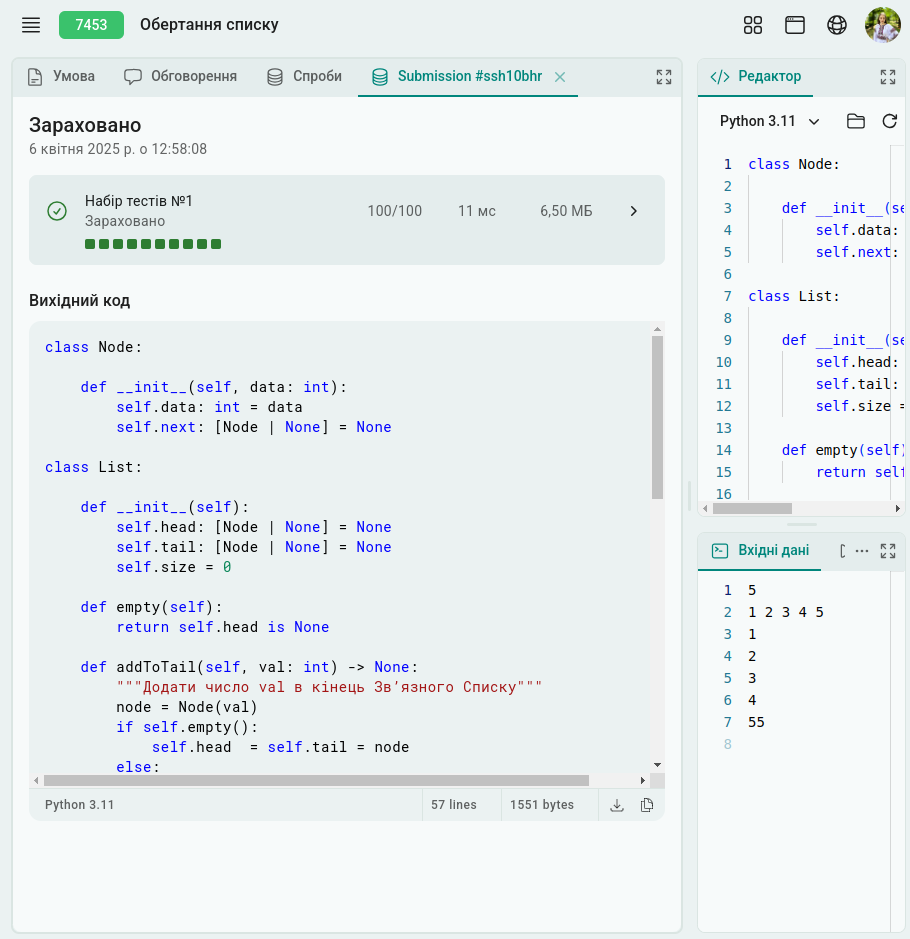 7453 Обертання списку
Умова Обговорення Спроби Submission #ssh10bhr
Зараховано
6 квітня 2025 р. о 12:58:08
Набір тестів №1
Зараховано
100/100 11 мс 6,50 МБ
Вихідний код
class Node:
    def __init__(self, data: int):
        self.data: int = data
        self.next: [Node | None] = None
class List:
    def __init__(self):
        self.head: [Node | None] = None
        self.tail: [Node | None] = None
        self.size = 0
    def empty(self):
        return self.head is None
    def addToTail(self, val: int) -> None:
        """Додати число val в кінець Зв’язного Списку"""
        node = Node(val)
        if self.empty():
            self.head  = self.tail = node
        else:
Python 3.11 57 lines 1551 bytes
</> Редактор
Python 3.11
1 class Node:
2
3     def __init__(se
4         self.data:
5         self.next:
6
7 class List:
8
9     def __init__(se
10         self.head:
11         self.tail:
12         self.size =
13
14     def empty(self)
15         return self
16
Вхідні дані
1 5
2 1 2 3 4 5
3 1
4 2
5 3
6 4
7 55
8